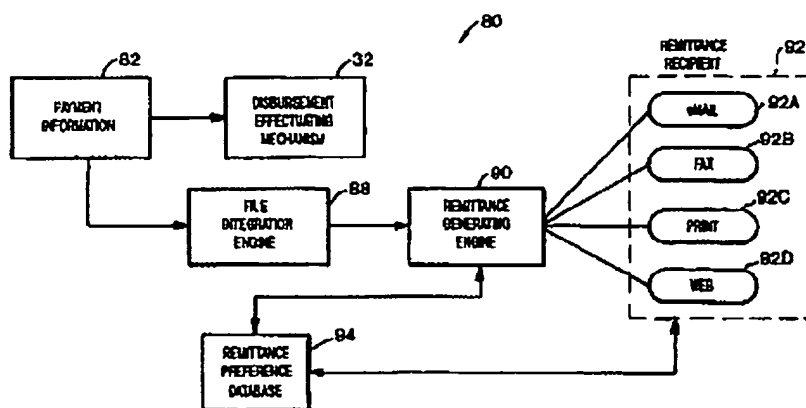 80
82
PAYMENT
INFORMATION
32
DISBURSEMENT
EFFECTUATING
MECHANISM
88
FILE
INTEGRATION
ENGINE
90
REMITTANCE
GENERATING
ENGINE
94
REMITTANCE
PREFERENCE
DATABASE
REMITTANCE
RECIPIENT
92
eMAIL
92A
FAX
92B
PRINT
92C
WEB
92D